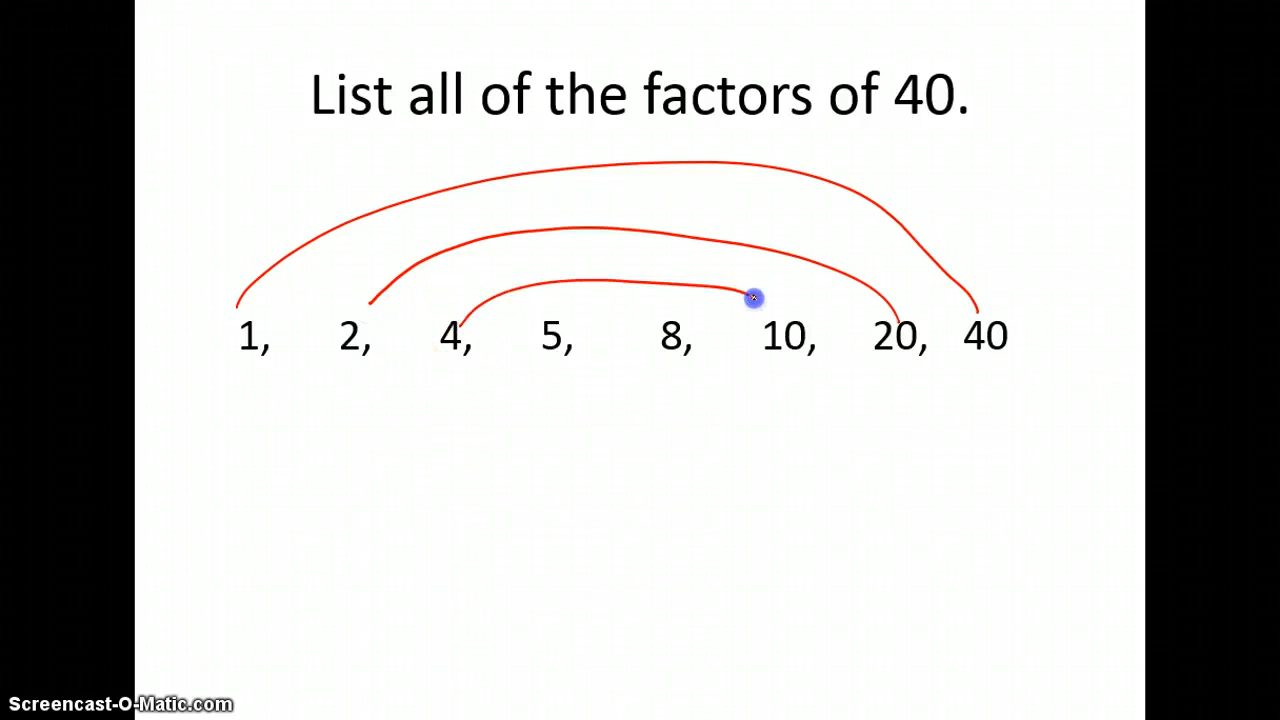 List all of the factors of 40.
1, 2, 4, 5, 8, 10, 20, 40
Screencast-O-Matic.com